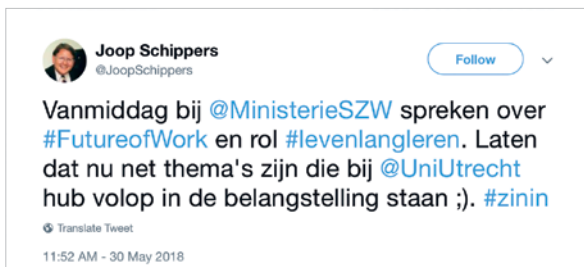 Joop Schippers
@JoopSchippers
Follow
Vanmiddag bij @MinisterieSZW spreken over
#FutureofWork en rol #levenlangleren. Laten
dat nu net thema's zijn die bij @UniUtrecht
hub volop in de belangstelling staan ;). #zinin
Translate Tweet
11:52 AM - 30 May 2018